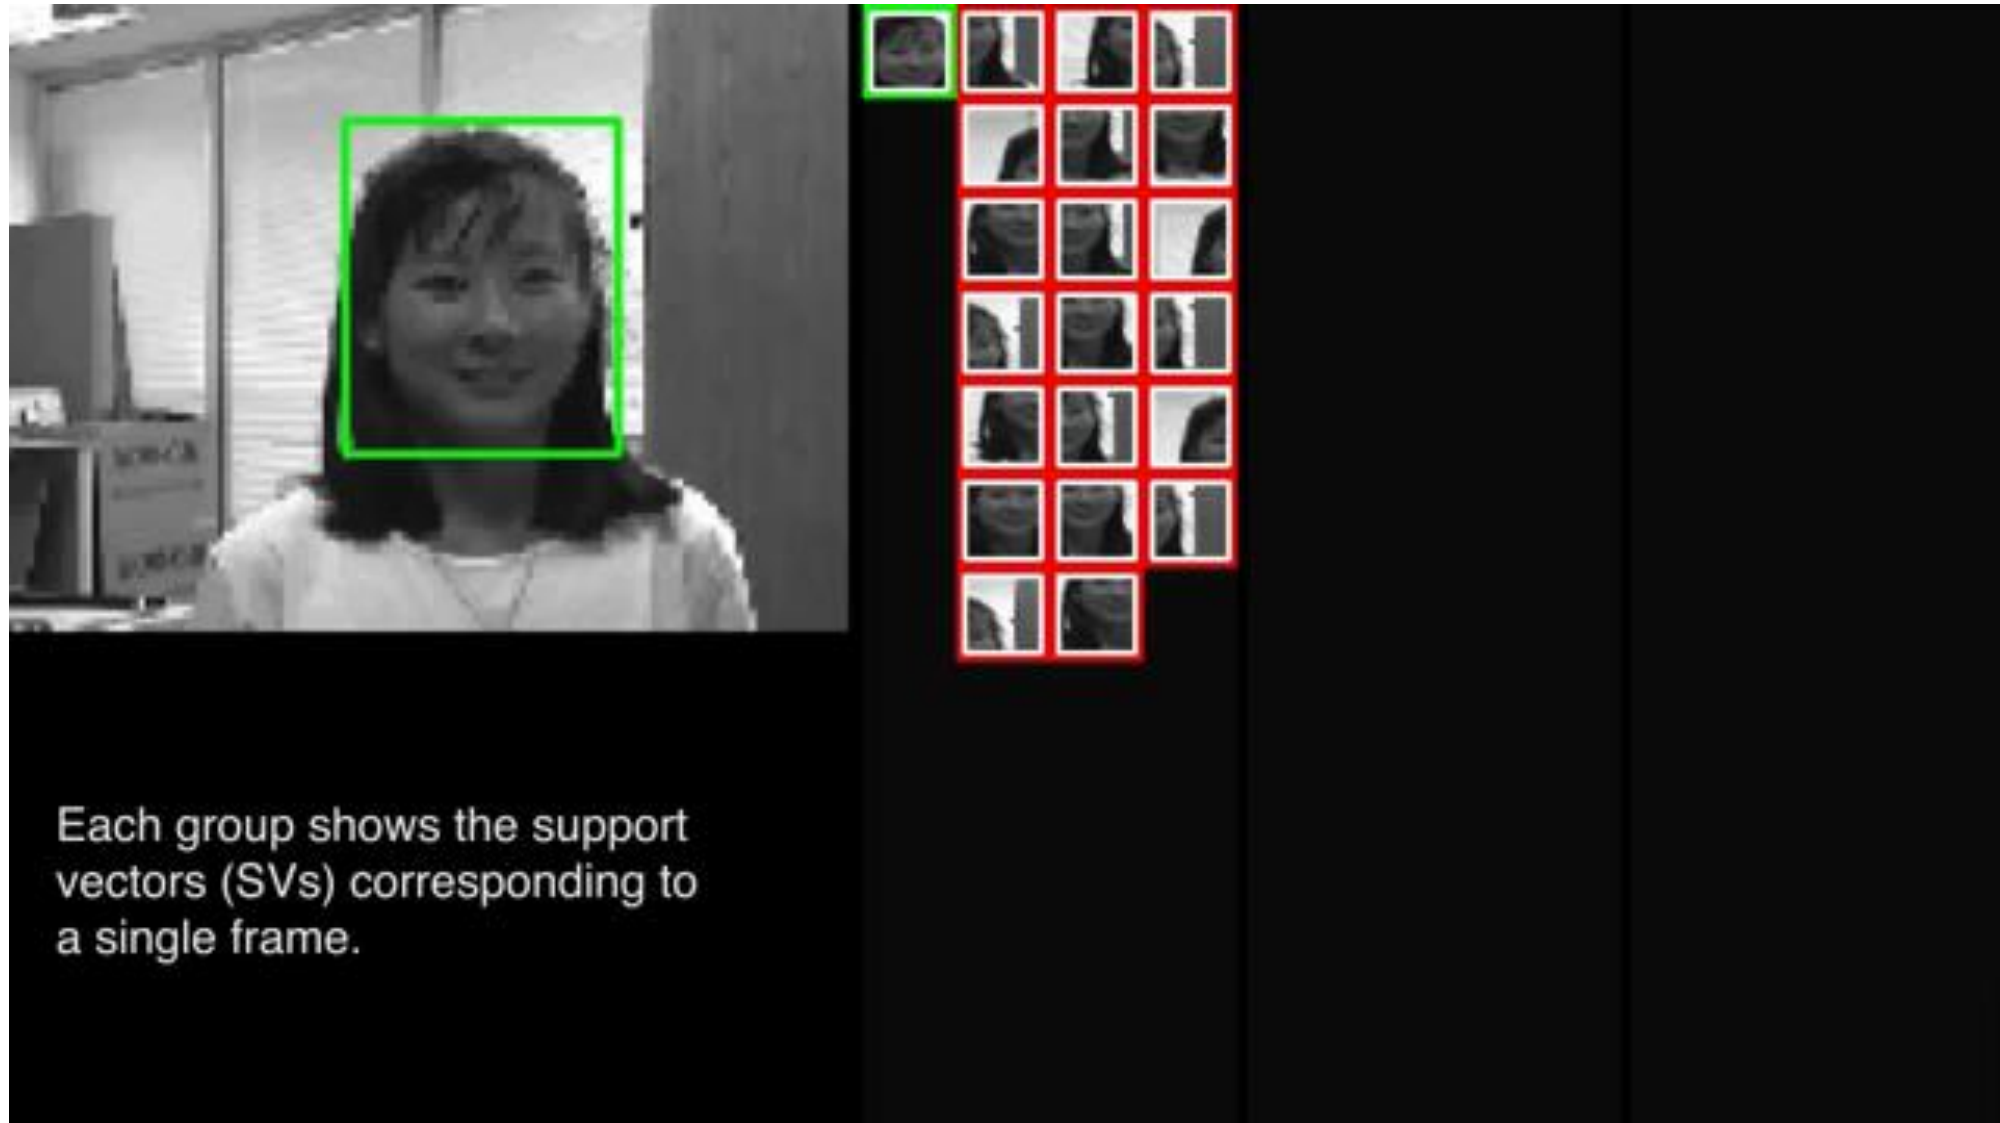 Each group shows the support
vectors (SVs) corresponding to
a single frame.